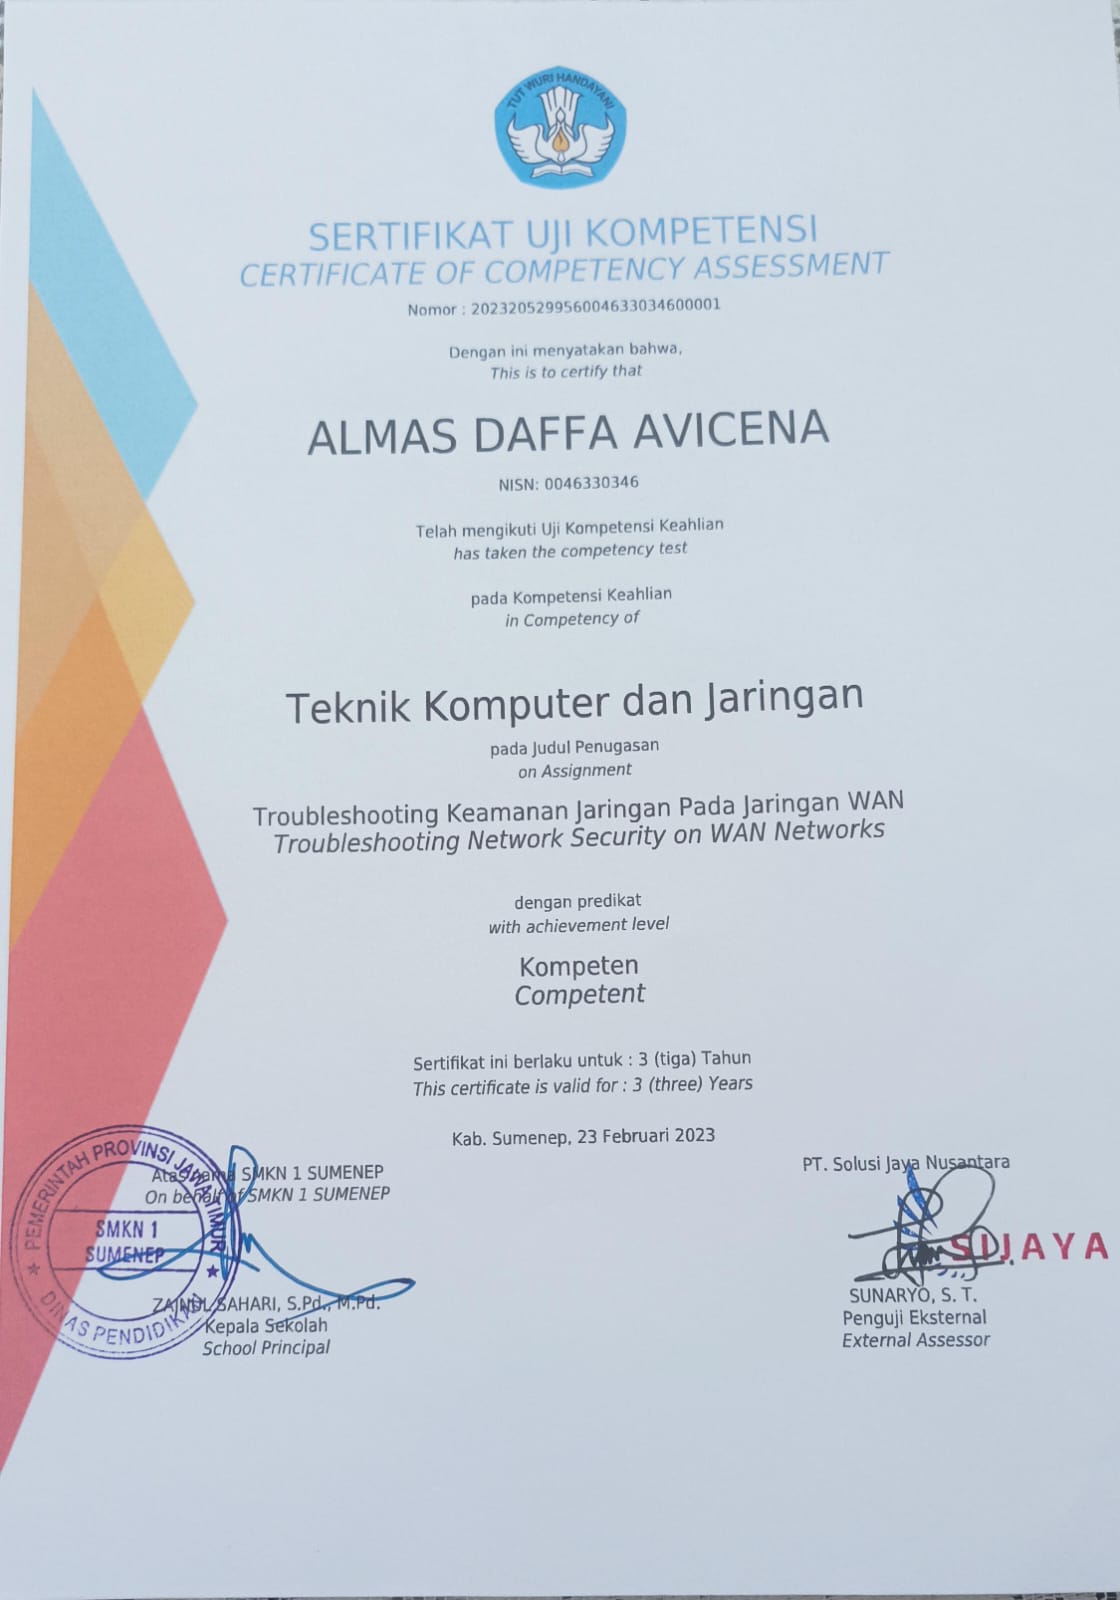 TUT WURI HANDAYANI
SERTIFIKAT UJI KOMPETENSI
CERTIFICATE OF COMPETENCY ASSESSMENT
Nomor : 2023205299560046330346​00001
Dengan ini menyatakan bahwa,
This is to certify that
ALMAS DAFFA AVICENA
NISN: 0046330346
Telah mengikuti Uji Kompetensi Keahlian
has taken the competency test
pada Kompetensi Keahlian
in Competency of
Teknik Komputer dan Jaringan
pada Judul Penugasan
on Assignment
Troubleshooting Keamanan Jaringan Pada Jaringan WAN
Troubleshooting Network Security on WAN Networks
dengan predikat
with achievement level
Kompeten
Competent
Sertifikat ini berlaku untuk : 3 (tiga) Tahun
This certificate is valid for : 3 (three) Years
Kab. Sumenep, 23 Februari 2023
Atas nama SMKN 1 SUMENEP
On behalf of SMKN 1 SUMENEP
PEMERINTAH PROVINSI JAWA TIMUR
SMKN 1
SUMENEP
DINAS PENDIDIKAN
ZAINUL SAHARI, S.Pd., M.Pd.
Kepala Sekolah
School Principal
PT. Solusi Jaya Nusantara
SIJAYA
SUNARYO, S. T.
Penguji Eksternal
External Assessor